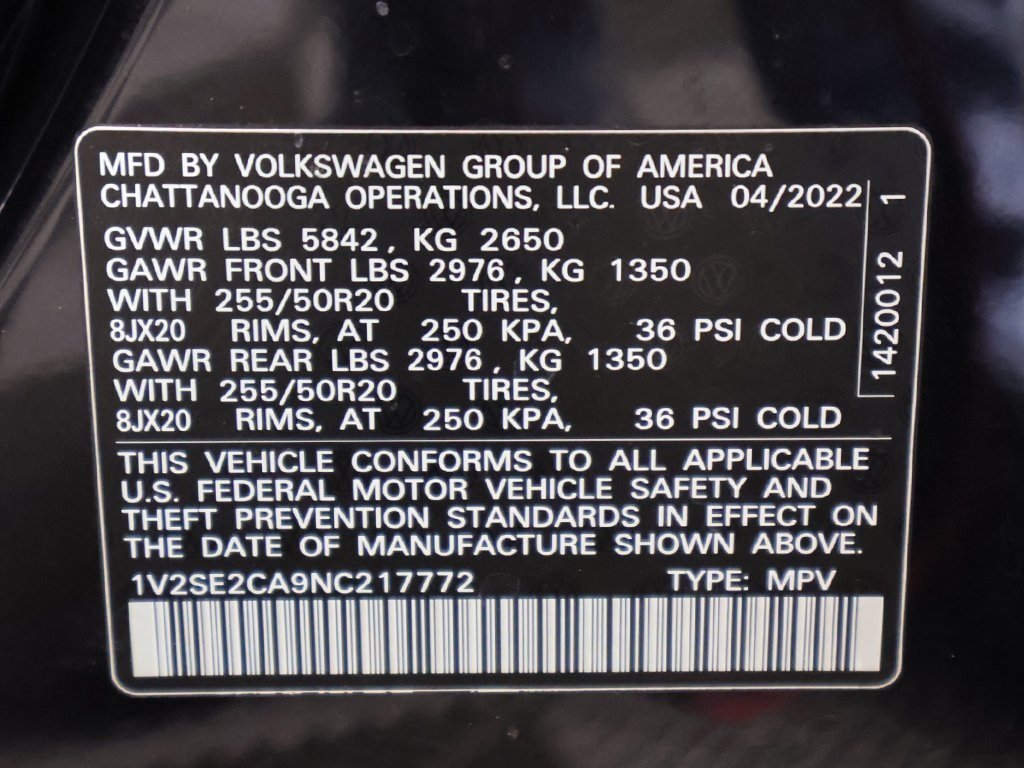 MFD BY VOLKSWAGEN GROUP OF AMERICA
CHATTANOOGA OPERATIONS, LLC. USA 04/2022
GVWR LBS 5842, KG 2650
GAWR FRONT LBS 2976, KG 1350
WITH 255/50R20 TIRES,
8JX20 RIMS, AT 250 KPA, 36 PSI COLD
GAWR REAR LBS 2976, KG 1350
WITH 255/50R20 TIRES,
8JX20 RIMS, AT 250 KPA, 36 PSI COLD
1420012 1
THIS VEHICLE CONFORMS TO ALL APPLICABLE
U.S. FEDERAL MOTOR VEHICLE SAFETY AND
THEFT PREVENTION STANDARDS IN EFFECT ON
THE DATE OF MANUFACTURE SHOWN ABOVE.
1V2SE2CA9NC217772 TYPE: MPV